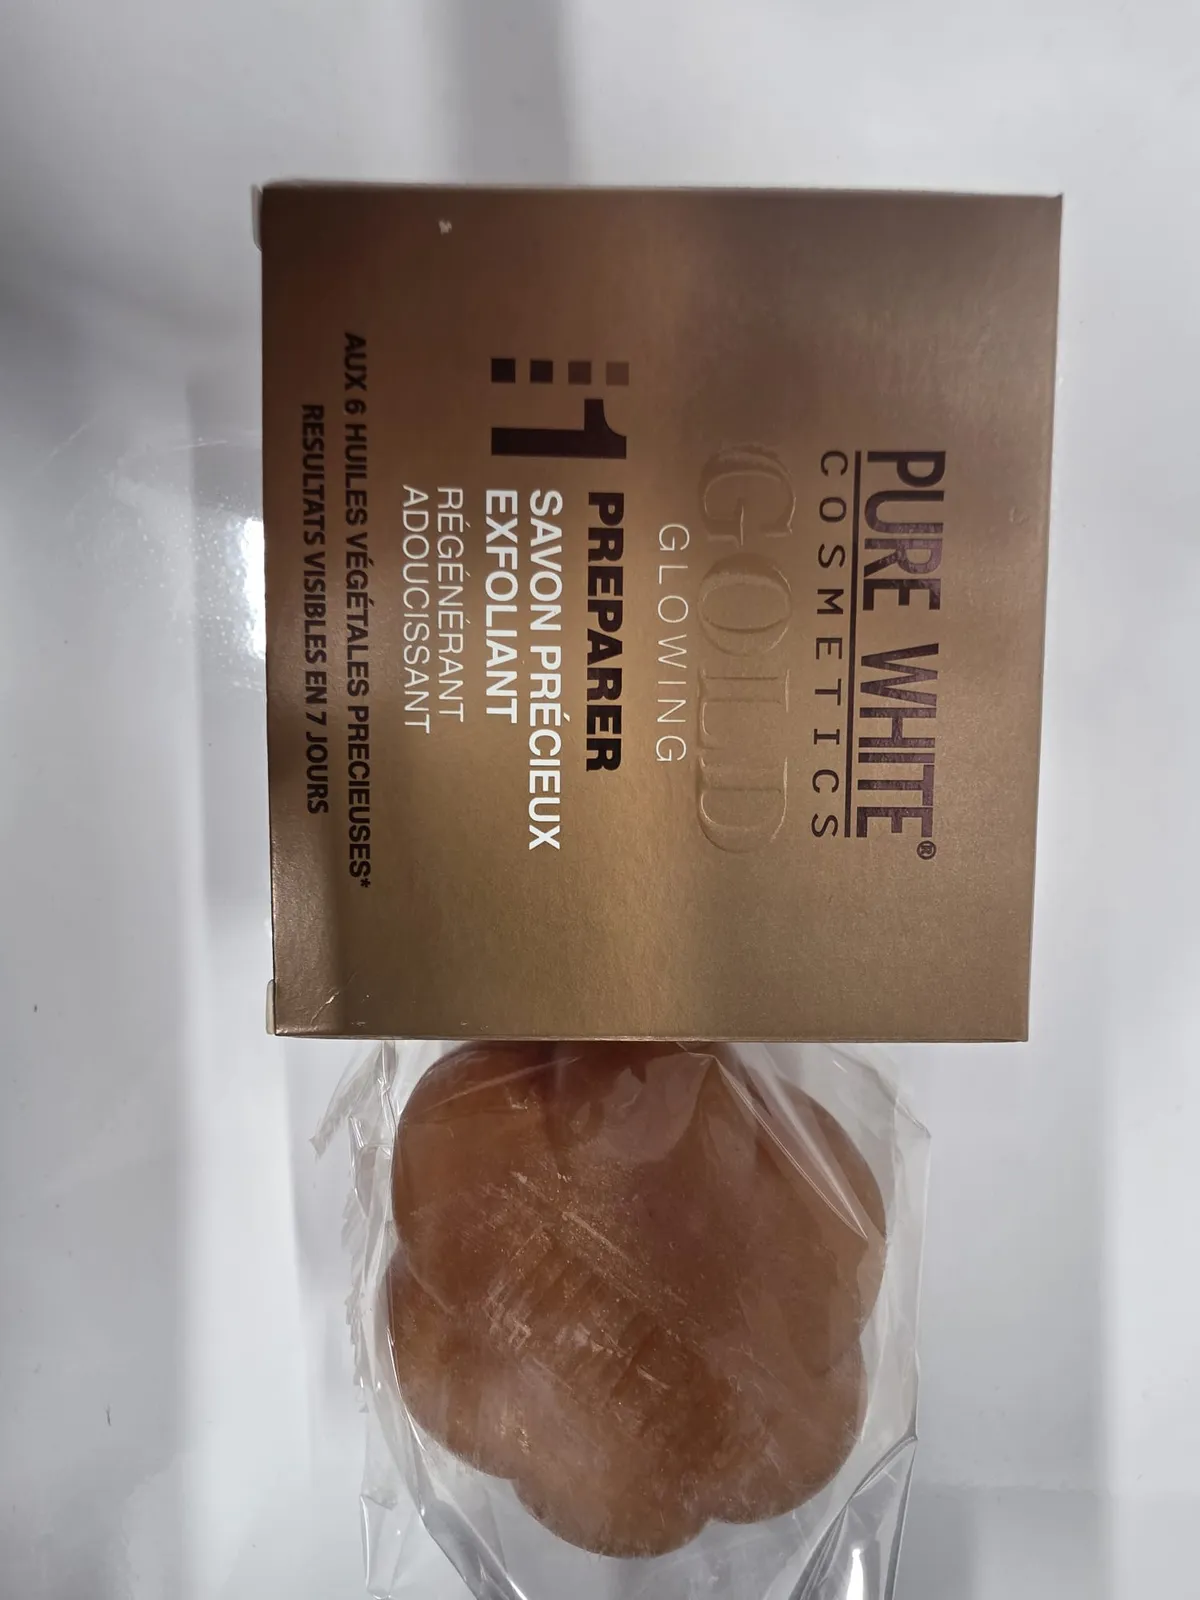 PURE WHITE®
COSMETICS
GOLD
GLOWING
:1 PREPARER
SAVON PRÉCIEUX
EXFOLIANT
RÉGÉNÉRANT
ADOUCISSANT
AUX 6 HUILES VÉGÉTALES PRECIEUSES*
RESULTATS VISIBLES EN 7 JOURS